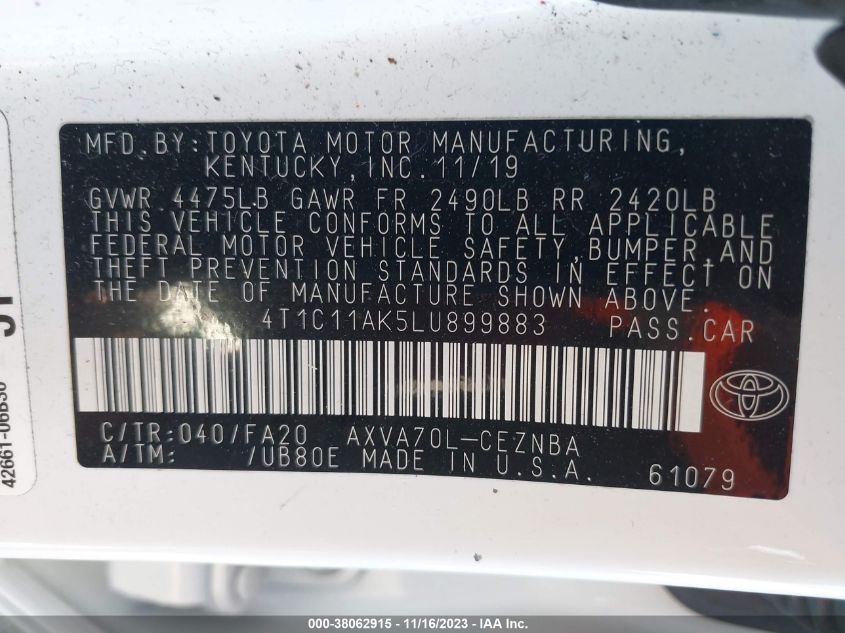 MFD. BY: TOYOTA MOTOR MANUFACTURING,
KENTUCKY, INC. 11/19
GVWR 4475LB GAWR FR 2490LB RR 2420LB
THIS VEHICLE CONFORMS TO ALL APPLICABLE
FEDERAL MOTOR VEHICLE SAFETY, BUMPER, AND
THEFT PREVENTION STANDARDS IN EFFECT ON
THE DATE OF MANUFACTURE SHOWN ABOVE.
4T1C11AK5LU899883 PASS. CAR
C/TR: 040/FA20 AXVA70L-CEZNBA
A/TM: /UB80E MADE IN U.S.A. 61079
42661-06B30
000-38062915 - 11/16/2023 - IAA Inc.